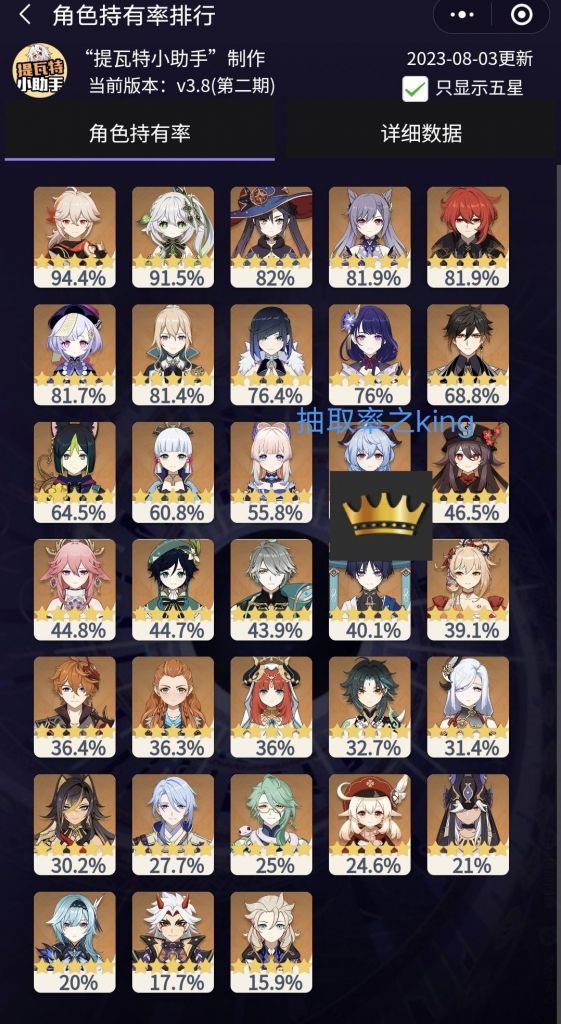 角色持有率排行
“提瓦特小助手”制作
2023-08-03更新
提瓦特
小助手
当前版本：v3.8(第二期)
只显示五星
角色持有率
详细数据
94.4% 91.5% 82% 81.9% 81.9%
81.7% 81.4% 76.4% 76% 68.8%
抽取率之king
64.5% 60.8% 55.8% 46.5%
44.8% 44.7% 43.9% 40.1% 39.1%
36.4% 36.3% 36% 32.7% 31.4%
30.2% 27.7% 25% 24.6% 21%
20% 17.7% 15.9%